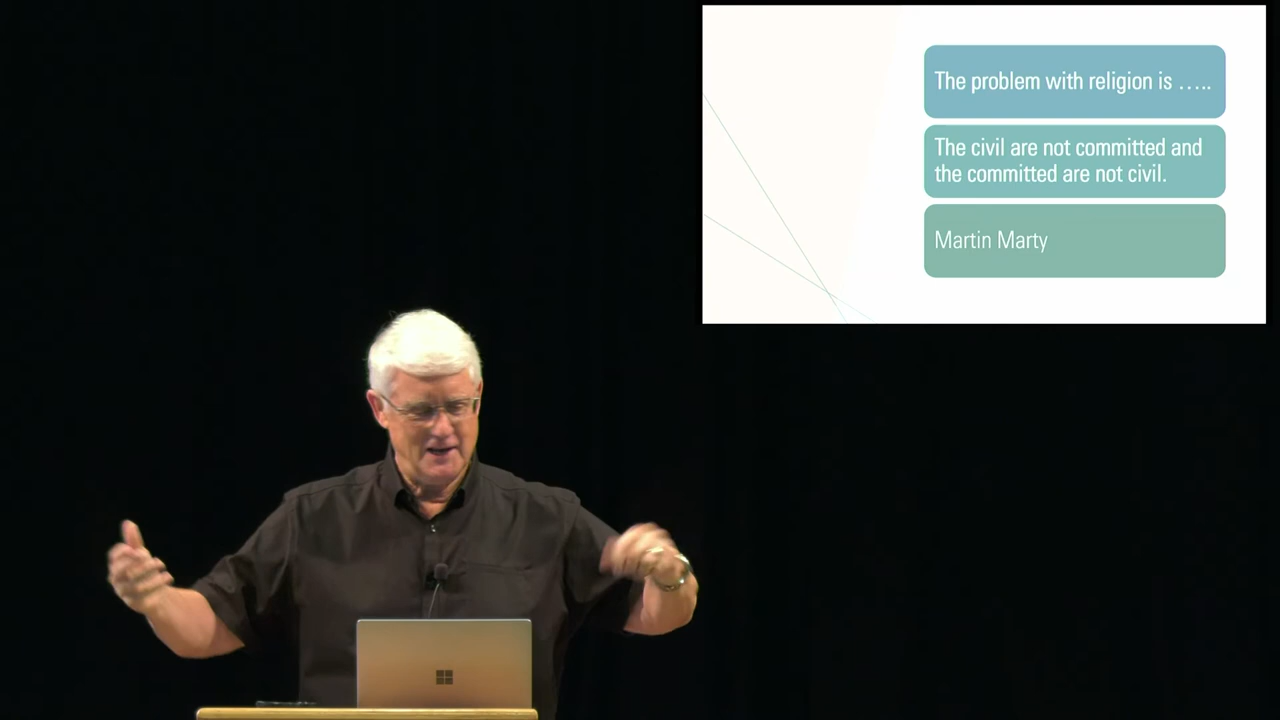 The problem with religion is …..
The civil are not committed and
the committed are not civil.
Martin Marty